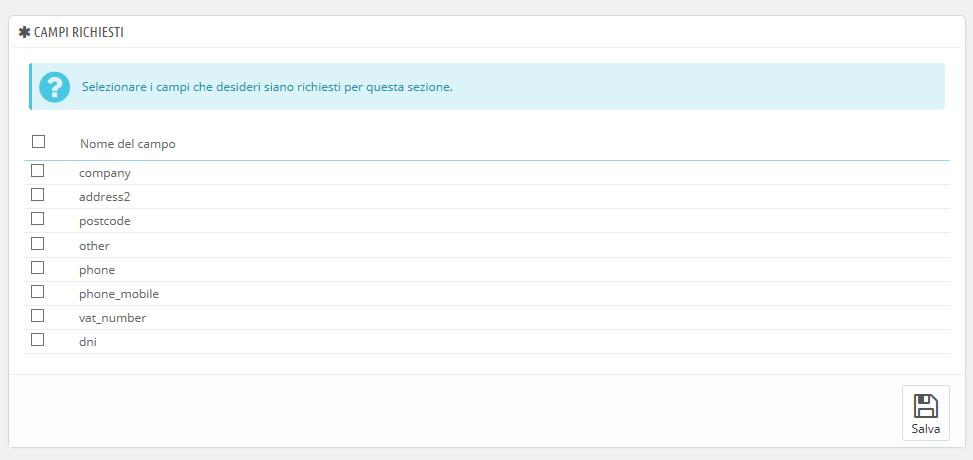 CAMPI RICHIESTI
Selezionare i campi che desideri siano richiesti per questa sezione.
Nome del campo
company
address2
postcode
other
phone
phone_mobile
vat_number
dni
Salva